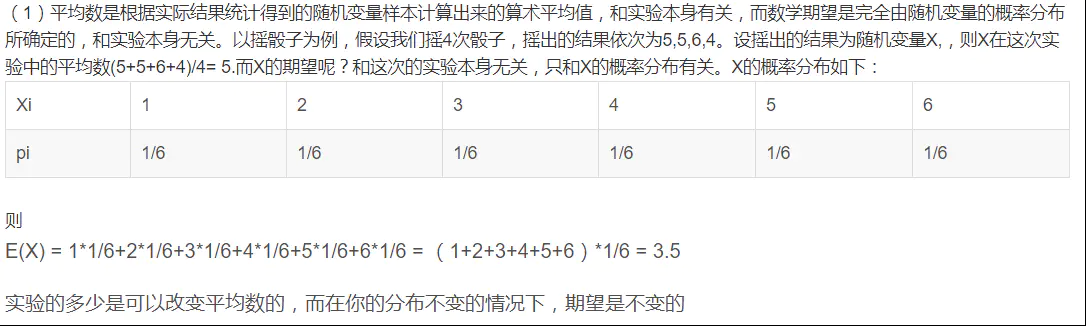 （1）平均数是根据实际结果统计得到的随机变量样本计算出来的算术平均值，和实验本身有关，而数学期望是完全由随机变量的概率分布
所确定的，和实验本身无关。以摇骰子为例，假设我们摇4次骰子，摇出的结果依次为5,5,6,4。设摇出的结果为随机变量X,，则X在这次实
验中的平均数(5+5+6+4)/4= 5.而X的期望呢？和这次的实验本身无关，只和X的概率分布有关。X的概率分布如下：
Xi 1 2 3 4 5 6
pi 1/6 1/6 1/6 1/6 1/6 1/6
则
E(X) = 1*1/6+2*1/6+3*1/6+4*1/6+5*1/6+6*1/6 =（1+2+3+4+5+6）*1/6 = 3.5
实验的多少是可以改变平均数的，而在你的分布不变的情况下，期望是不变的